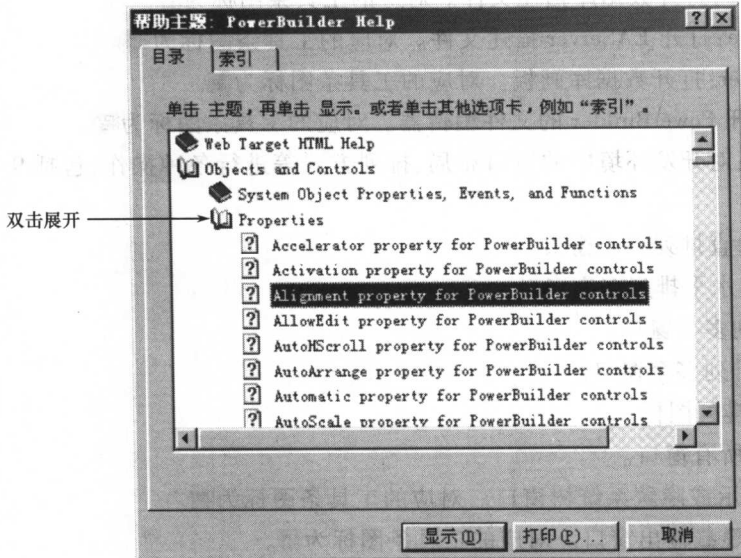 帮助主题: PowerBuilder Help
目录
索引
单击 主题，再单击 显示。或者单击其他选项卡，例如“索引”。
Web Target HTML Help
Objects and Controls
System Object Properties, Events, and Functions
双击展开
Properties
Accelerator property for PowerBuilder controls
Activation property for PowerBuilder controls
Alignment property for PowerBuilder controls
AllowEdit property for PowerBuilder controls
AutoHScroll property for PowerBuilder controls
AutoArrange property for PowerBuilder controls
Automatic property for PowerBuilder controls
AutoScale property for PowerBuilder controls
显示(D)
打印(P)...
取消